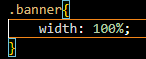 .banner{
    width: 100%;
}